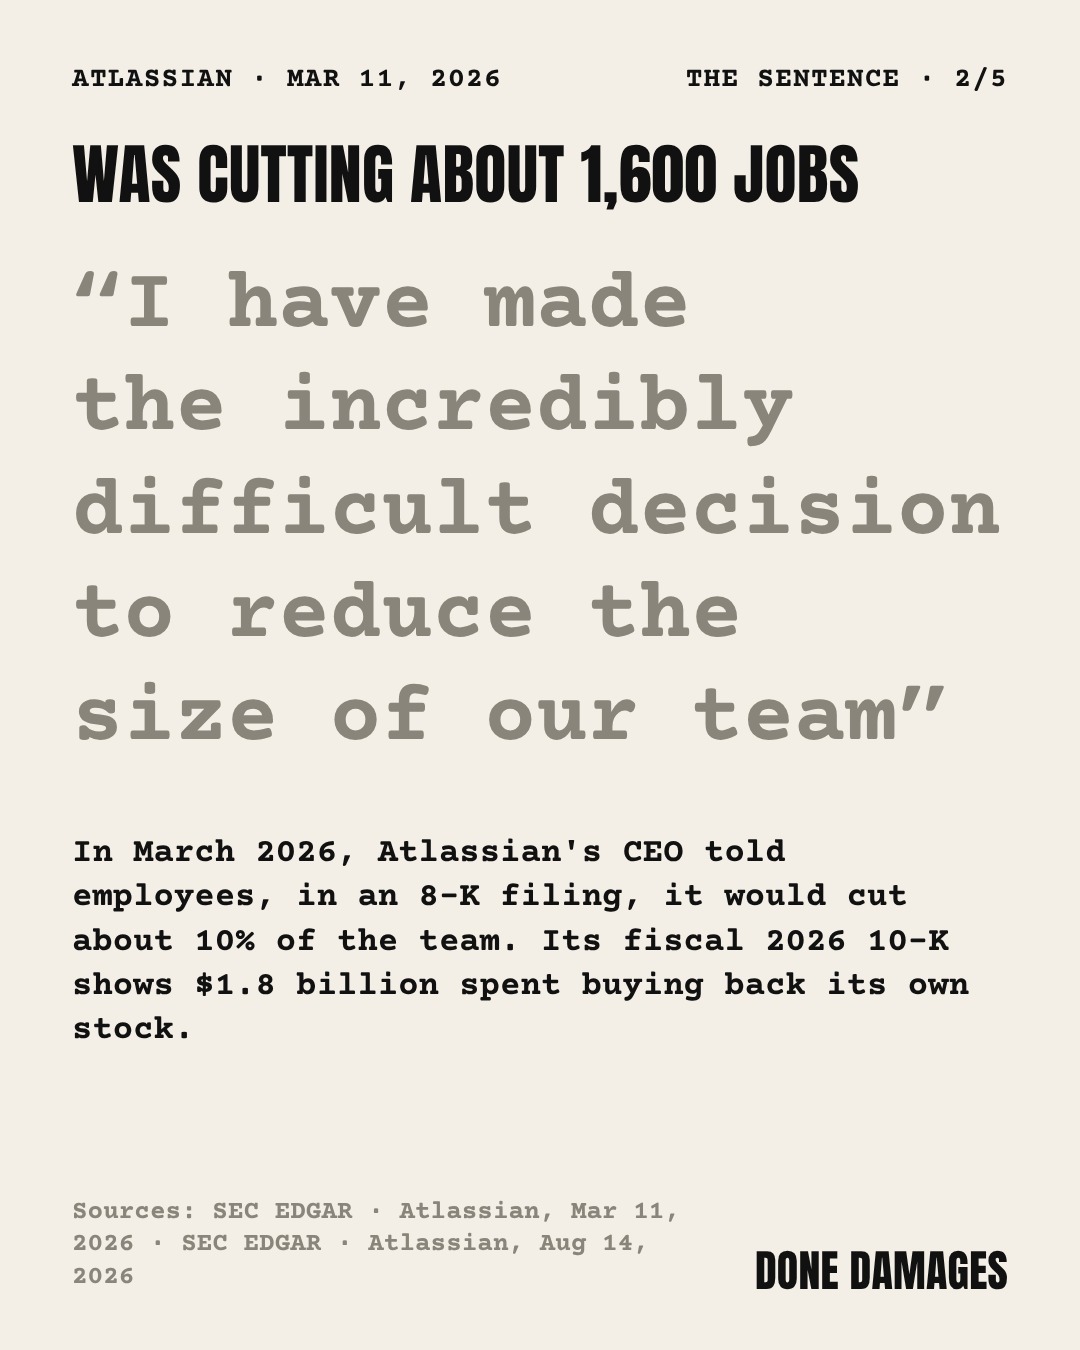 ATLASSIAN · MAR 11, 2026
THE SENTENCE · 2/5
WAS CUTTING ABOUT 1,600 JOBS
“I have made
the incredibly
difficult decision
to reduce the
size of our team”
In March 2026, Atlassian's CEO told
employees, in an 8-K filing, it would cut
about 10% of the team. Its fiscal 2026 10-K
shows $1.8 billion spent buying back its own
stock.
Sources: SEC EDGAR · Atlassian, Mar 11,
2026 · SEC EDGAR · Atlassian, Aug 14,
2026
DONE DAMAGES